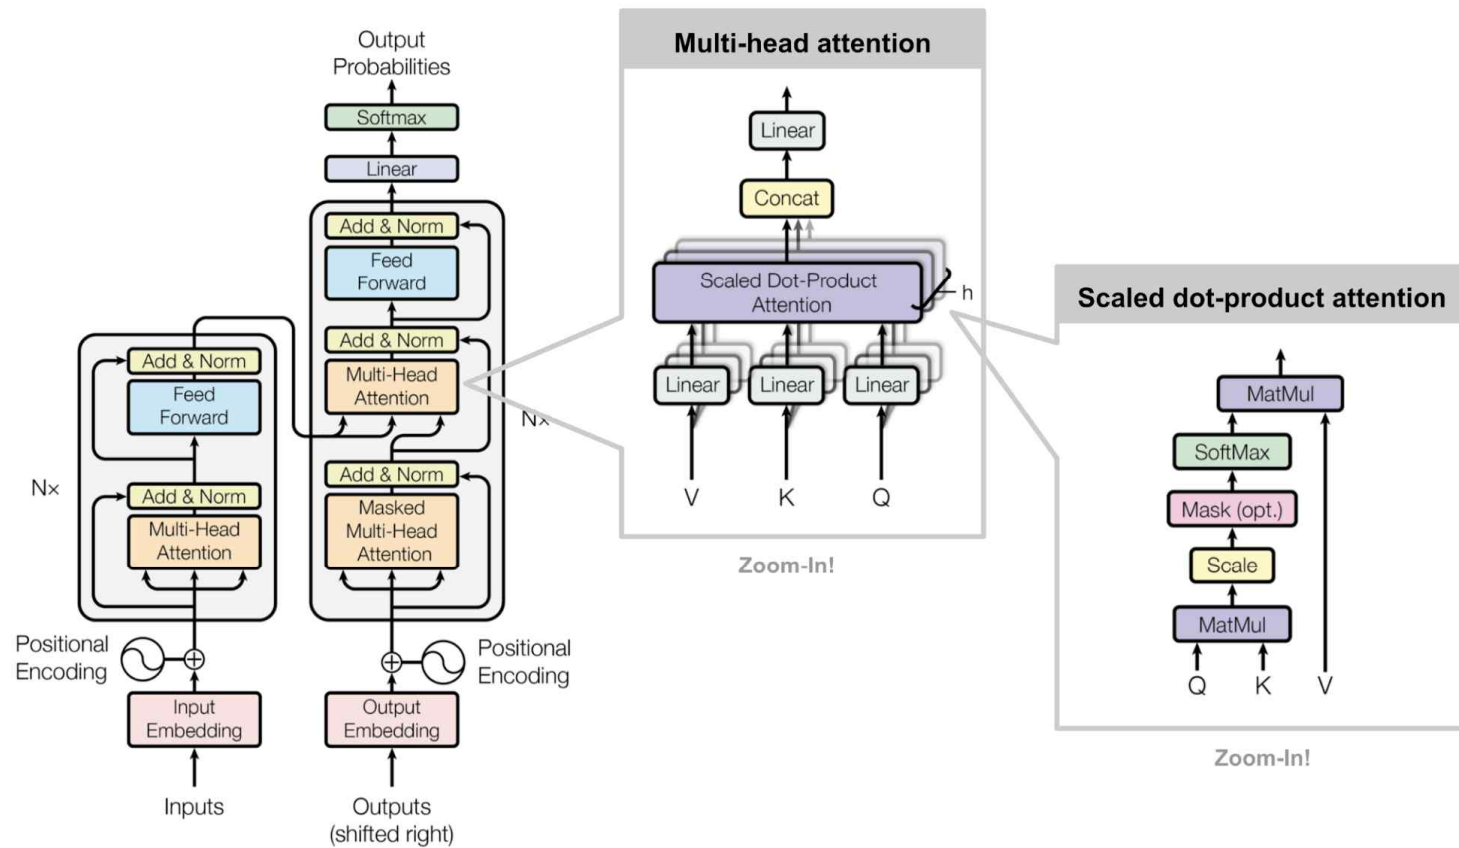 Output
Probabilities
Softmax
Linear
Add & Norm
Feed
Forward
Add & Norm
Multi-Head
Attention
Add & Norm
Masked
Multi-Head
Attention
Nx
Positional
Encoding
Output
Embedding
Outputs
(shifted right)
Add & Norm
Feed
Forward
Add & Norm
Multi-Head
Attention
Nx
Positional
Encoding
Input
Embedding
Inputs
Multi-head attention
Linear
Concat
Scaled Dot-Product
Attention
h
Linear Linear Linear
V K Q
Zoom-In!
Scaled dot-product attention
MatMul
SoftMax
Mask (opt.)
Scale
MatMul
Q K V
Zoom-In!